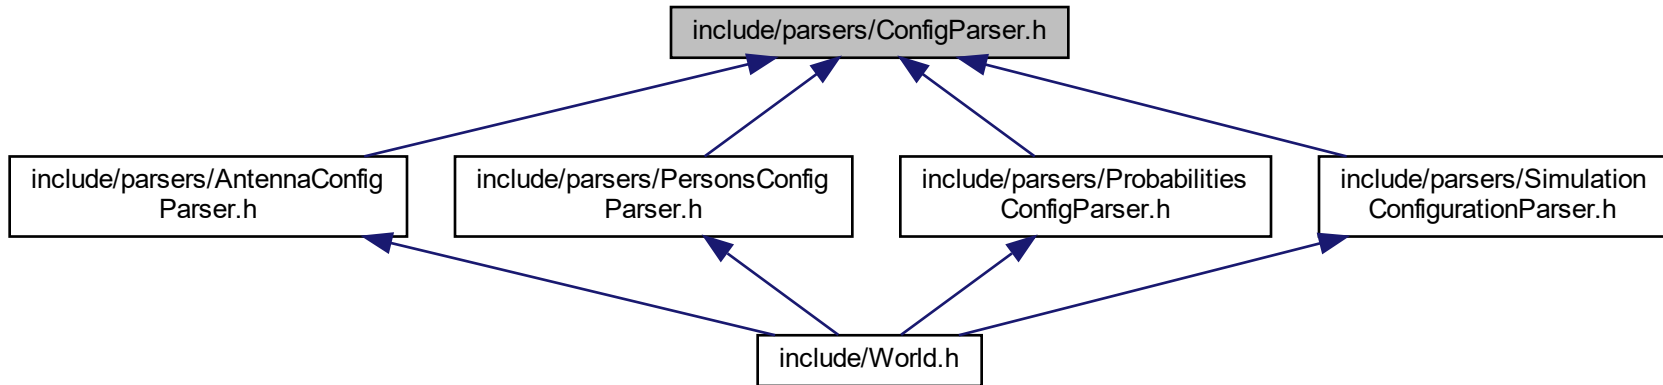 include/parsers/ConfigParser.h
include/parsers/AntennaConfig
Parser.h
include/parsers/PersonsConfig
Parser.h
include/parsers/Probabilities
ConfigParser.h
include/parsers/Simulation
ConfigurationParser.h
include/World.h